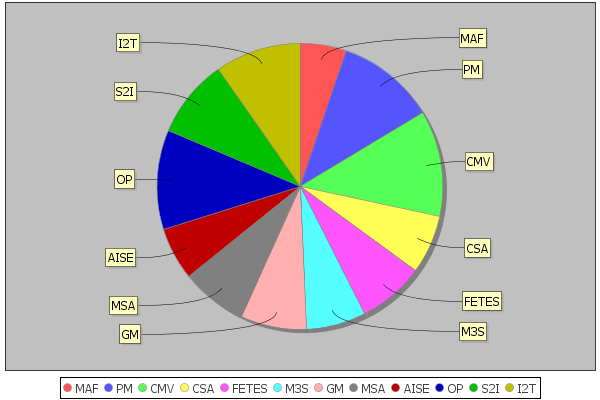 I2T
MAF
PM
S2I
CMV
OP
CSA
AISE
FETES
MSA
M3S
GM
MAF PM CMV CSA FETES M3S GM MSA AISE OP S2I I2T